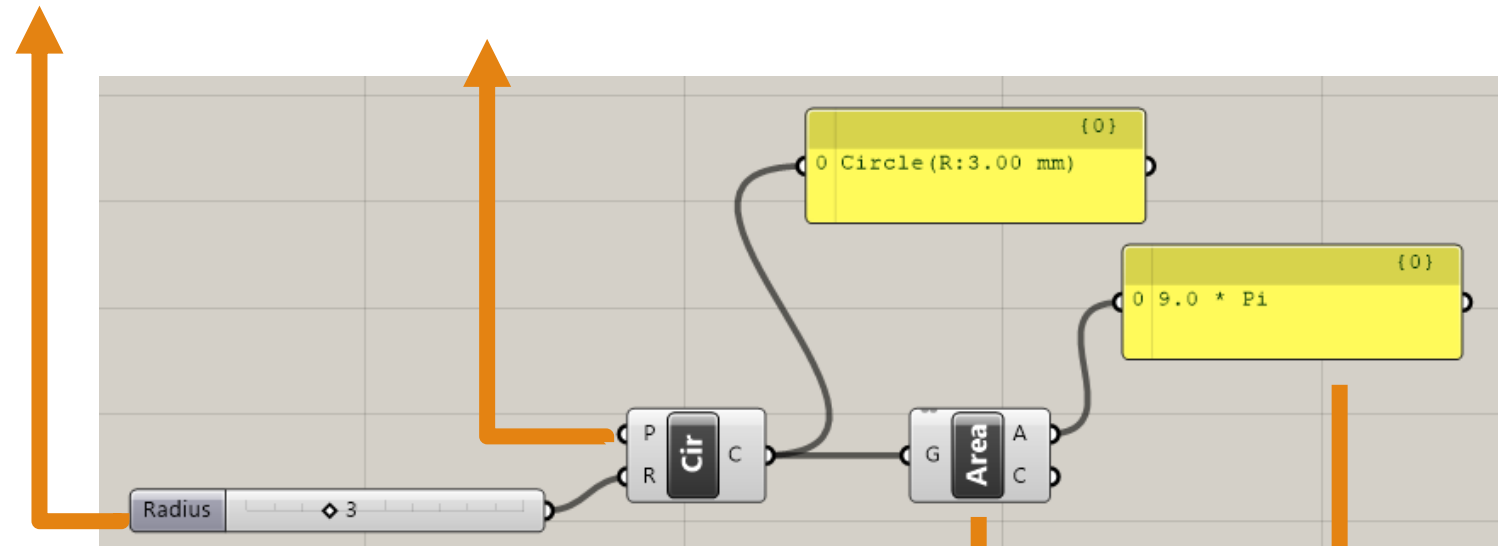 {0}
0 Circle(R:3.00 mm)
{0}
0 9.0 * Pi
P
R
Cir
C
G
Area
A
C
Radius
3